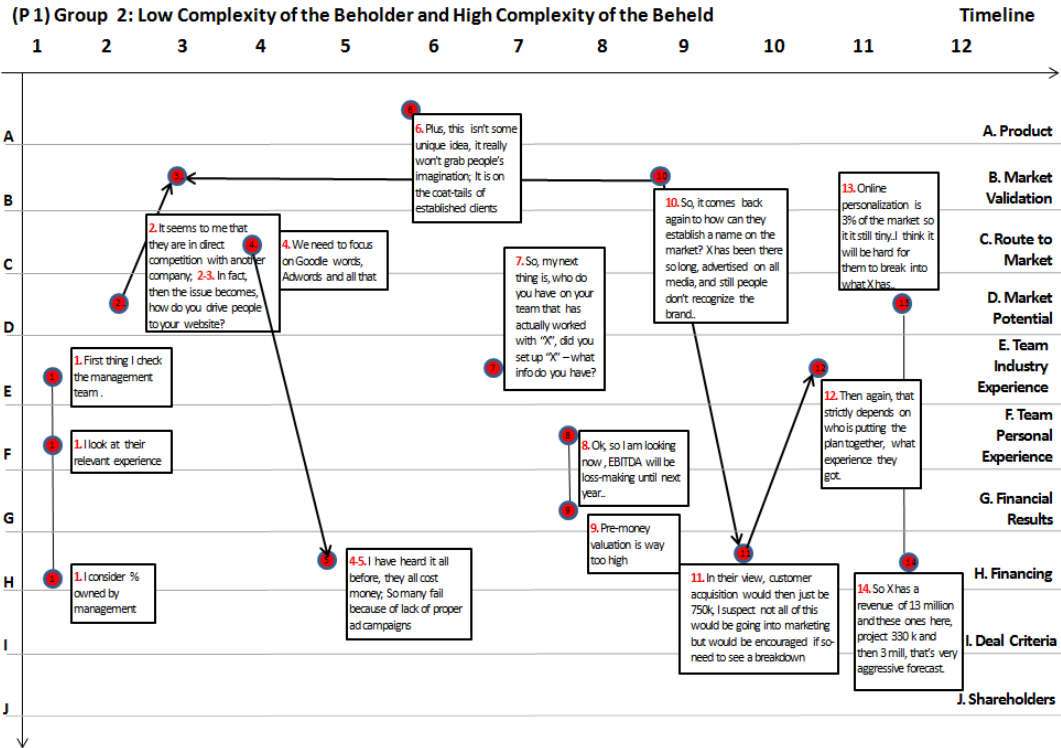 (P 1) Group 2: Low Complexity of the Beholder and High Complexity of the Beheld
Timeline
1 2 3 4 5 6 7 8 9 10 11 12
A
B
C
D
E
F
G
H
I
J
A. Product
B. Market
Validation
C. Route to
Market
D. Market
Potential
E. Team
Industry
Experience
F. Team
Personal
Experience
G. Financial
Results
H. Financing
I. Deal Criteria
J. Shareholders
1. First thing I check
the management
team .
1. I look at their
relevant experience
1. I consider %
owned by
management
2. It seems to me that
they are in direct
competition with another
company; 2-3. In fact,
then the issue becomes,
how do you drive people
to your website?
4. We need to focus
on Goodle words,
Adwords and all that
4-5. I have heard it all
before, they all cost
money; So many fail
because of lack of proper
ad campaigns
6. Plus, this isn't some
unique idea, it really
won't grab people's
imagination; It is on
the coat-tails of
established clients
7. So, my next
thing is, who do
you have on your
team that has
actually worked
with "X", did you
set up "X" – what
info do you have?
8. Ok, so I am looking
now , EBITDA will be
loss-making until next
year..
9. Pre-money
valuation is way
too high
10. So, it comes back
again to how can they
establish a name on the
market? X has been there
so long, advertised on all
media, and still people
don't recognize the
brand..
11. In their view, customer
acquisition would then just be
750k, I suspect not all of this
would be going into marketing
but would be encouraged if so-
need to see a breakdown
12. Then again, that
strictly depends on
who is putting the
plan together, what
experience they
got.
13. Online
personalization is
3% of the market so
it it still tiny..I think it
will be hard for
them to break into
what X has..
14. So X has a
revenue of 13 million
and these ones here,
project 330 k and
then 3 mill, that's very
aggressive forecast.
1
1
1
2
3
4
5
6
7
8
9
10
11
12
13
14